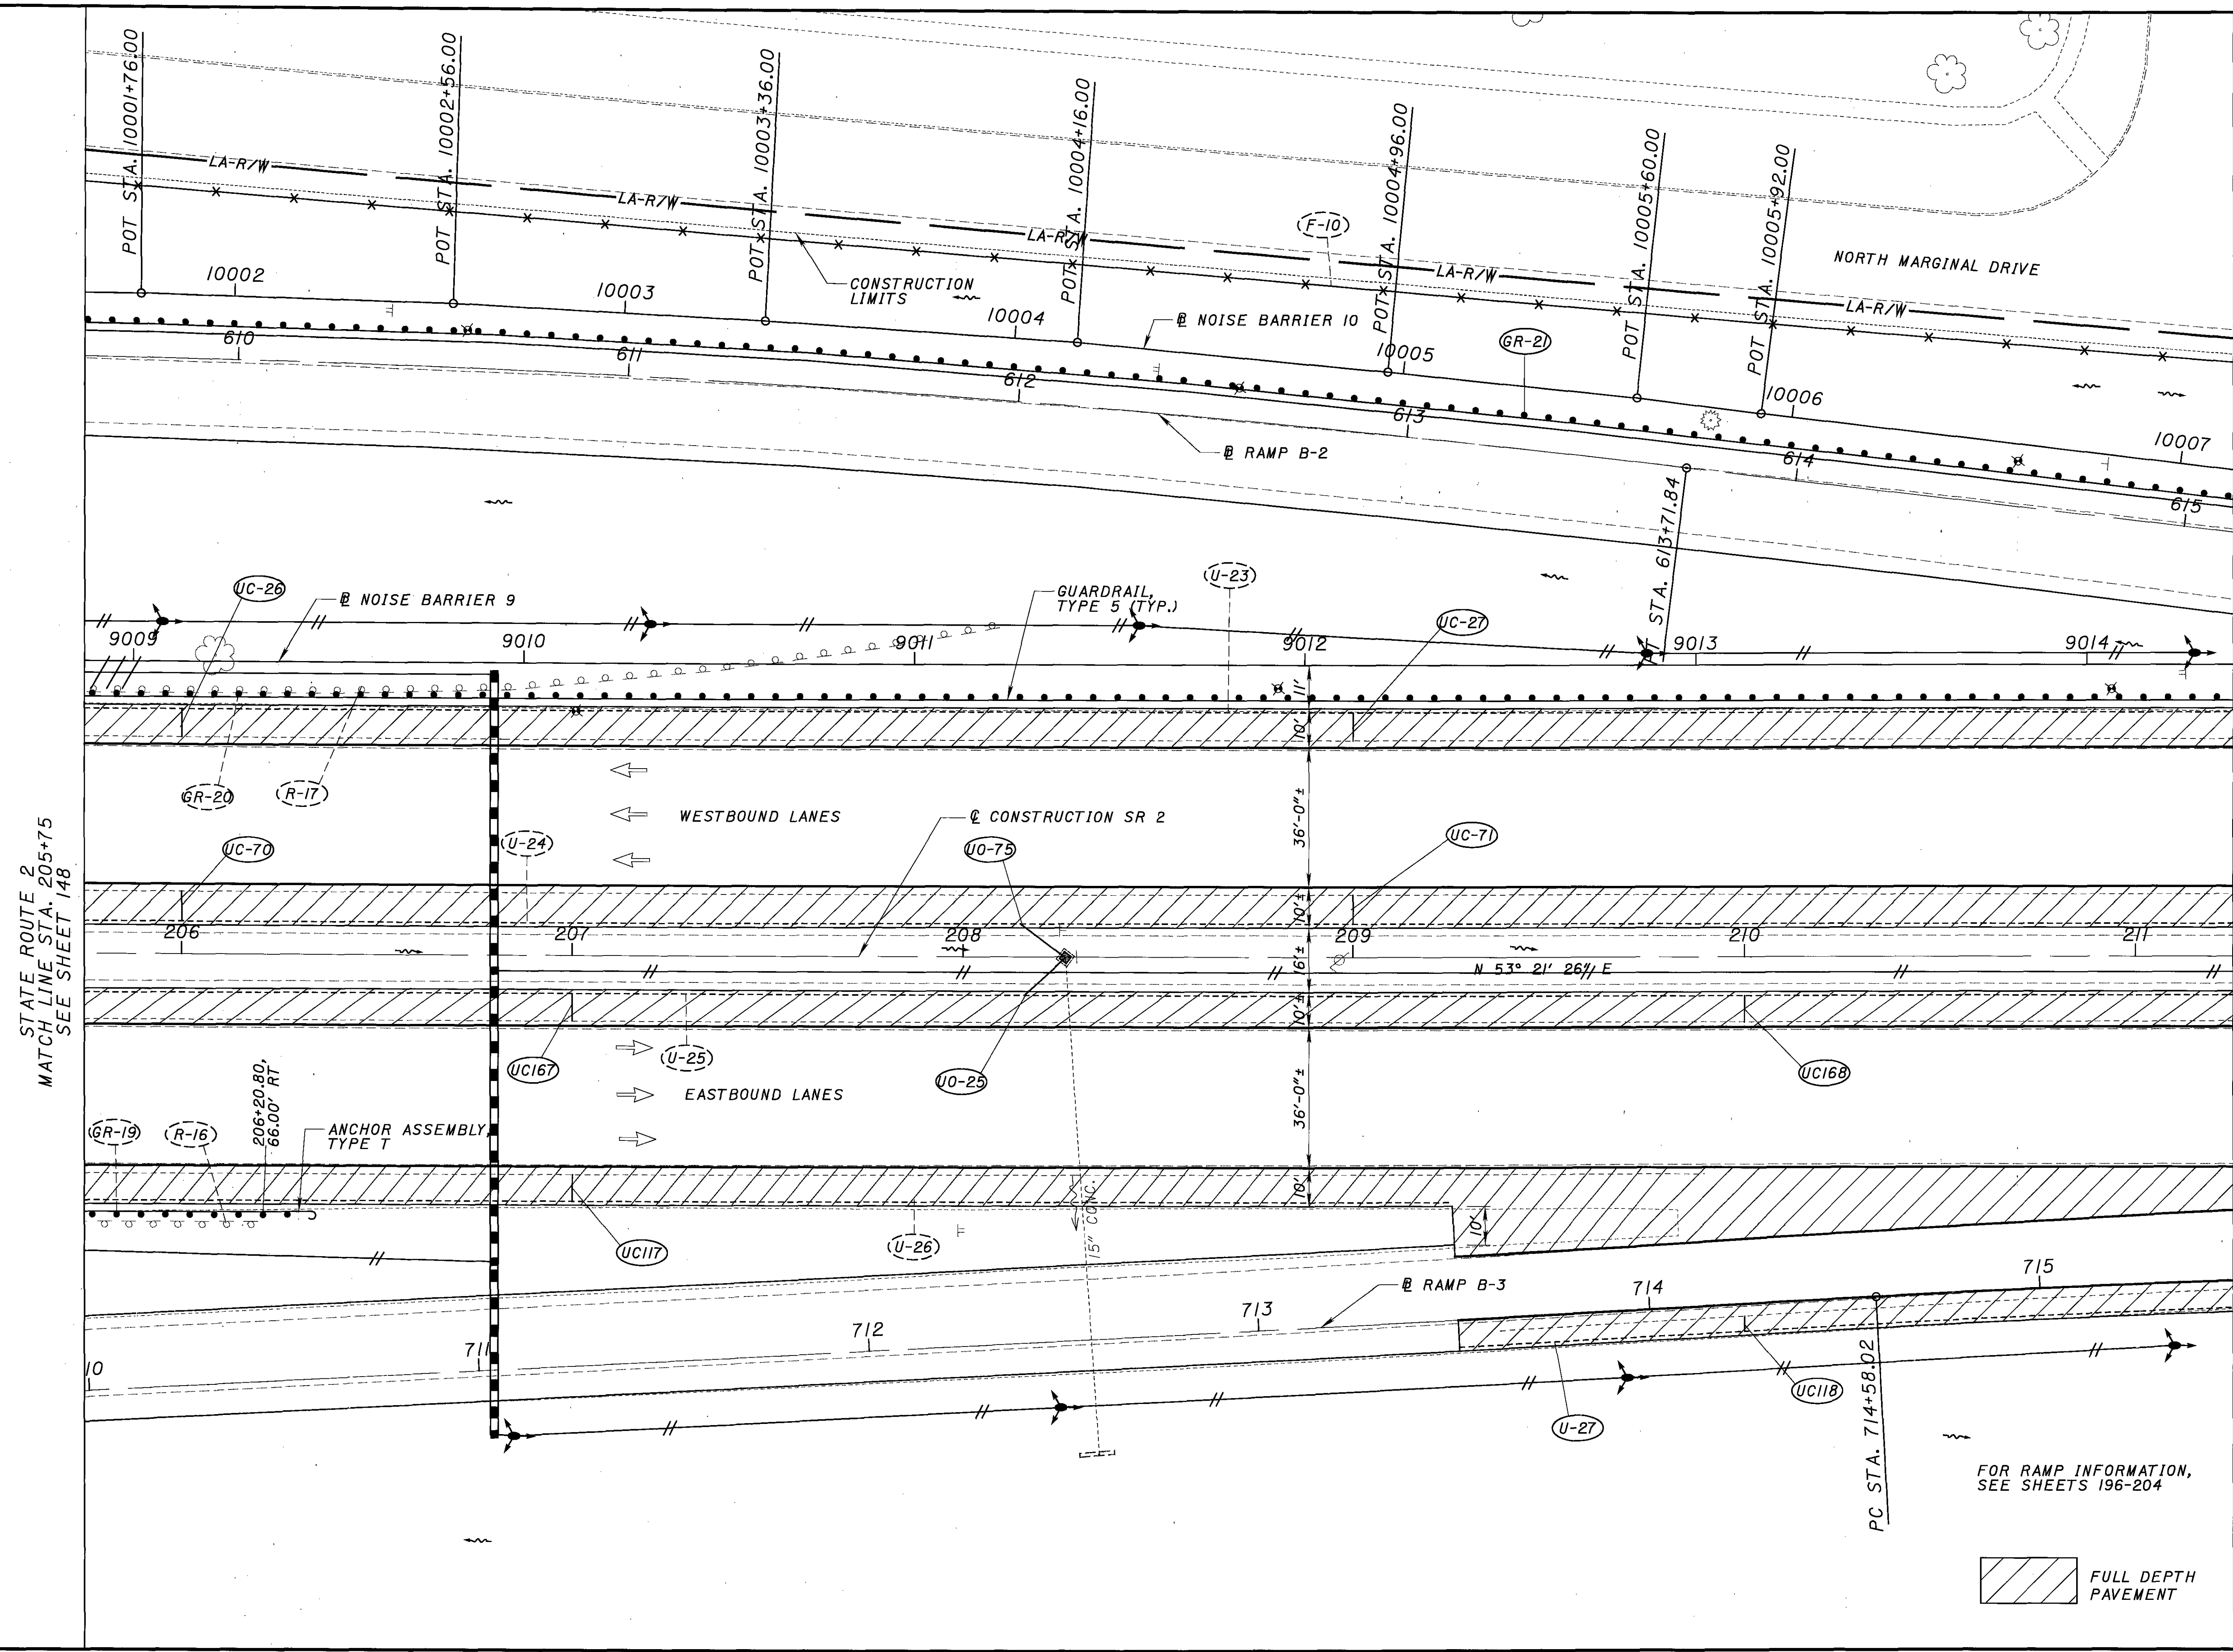 POT STA. 10001+76.00
POT STA. 10002+56.00
POT STA. 10003+36.00
POT STA. 10004+16.00
POT STA. 10004+96.00
POT STA. 10005+60.00
POT STA. 10005+92.00
LA-R/W
LA-R/W
LA-R/W
LA-R/W
LA-R/W
F-10
NORTH MARGINAL DRIVE
CONSTRUCTION
LIMITS
10002
10003
10004
10005
10006
10007
NOISE BARRIER 10
GR-21
610
611
612
613
614
615
RAMP B-2
PT STA. 613+71.84
UC-26
NOISE BARRIER 9
GUARDRAIL,
TYPE 5 (TYP.)
U-23
UC-27
9009
9010
9011
9012
9013
9014
11'
10'
GR-20
R-17
WESTBOUND LANES
℄ CONSTRUCTION SR 2
36'-0"±
UC-70
U-24
UO-75
UC-71
10'±
206
207
208
209
210
211
16'±
N 53° 21' 26" E
10'±
STATE ROUTE 2
MATCH LINE STA. 205+75
SEE SHEET 148
UC167
U-25
UO-25
UC168
EASTBOUND LANES
36'-0"±
GR-19
R-16
206+20.80,
66.00' RT
ANCHOR ASSEMBLY,
TYPE T
10'
15" CONC.
UC117
U-26
10'
RAMP B-3
10
711
712
713
714
715
U-27
UC118
PC STA. 714+58.02
FOR RAMP INFORMATION,
SEE SHEETS 196-204
FULL DEPTH
PAVEMENT